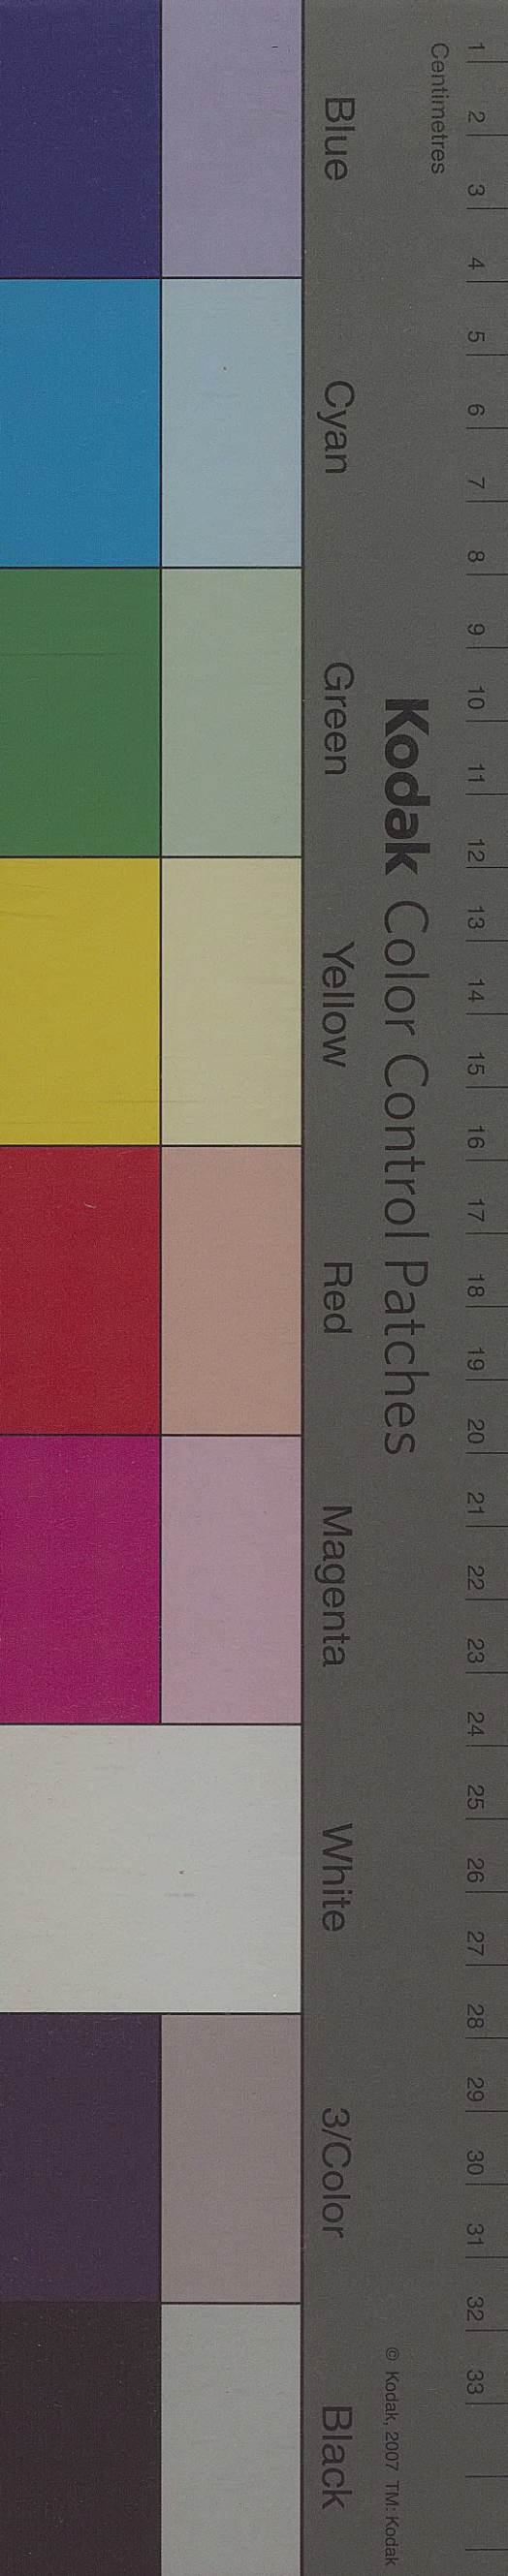 Centimetres
1 2 3 4 5 6 7 8 9 10 11 12 13 14 15 16 17 18 19 20 21 22 23 24 25 26 27 28 29 30 31 32 33
Kodak Color Control Patches
© Kodak, 2007 TM: Kodak
Blue Cyan Green Yellow Red Magenta White 3/Color Black